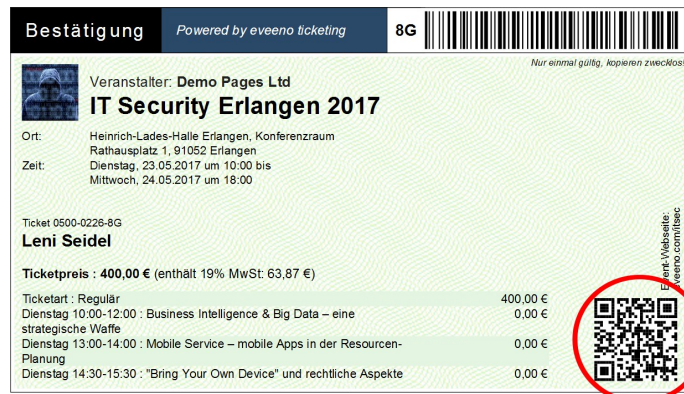 Bestätigung
Powered by eveeno ticketing
8G
Nur einmal gültig, kopieren zwecklos!
Veranstalter: Demo Pages Ltd
IT Security Erlangen 2017
Ort: Heinrich-Lades-Halle Erlangen, Konferenzraum
Rathausplatz 1, 91052 Erlangen
Zeit: Dienstag, 23.05.2017 um 10:00 bis
Mittwoch, 24.05.2017 um 18:00
Ticket 0500-0226-8G
Leni Seidel
Ticketpreis : 400,00 € (enthält 19% MwSt: 63,87 €)
Ticketart : Regulär 400,00 €
Dienstag 10:00-12:00 : Business Intelligence & Big Data – eine 0,00 €
strategische Waffe
Dienstag 13:00-14:00 : Mobile Service – mobile Apps in der Resourcen- 0,00 €
Planung
Dienstag 14:30-15:30 : "Bring Your Own Device" und rechtliche Aspekte 0,00 €
Event-Webseite:
eveeno.com/itsec